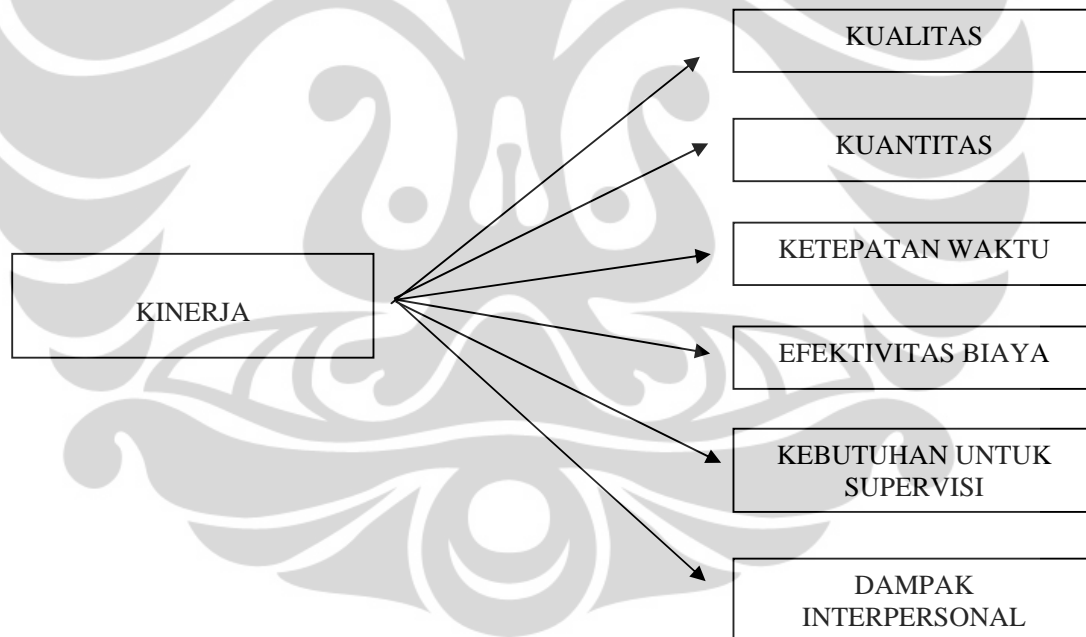 KUALITAS
KUANTITAS
KETEPATAN WAKTU
KINERJA
EFEKTIVITAS BIAYA
KEBUTUHAN UNTUK
SUPERVISI
DAMPAK
INTERPERSONAL